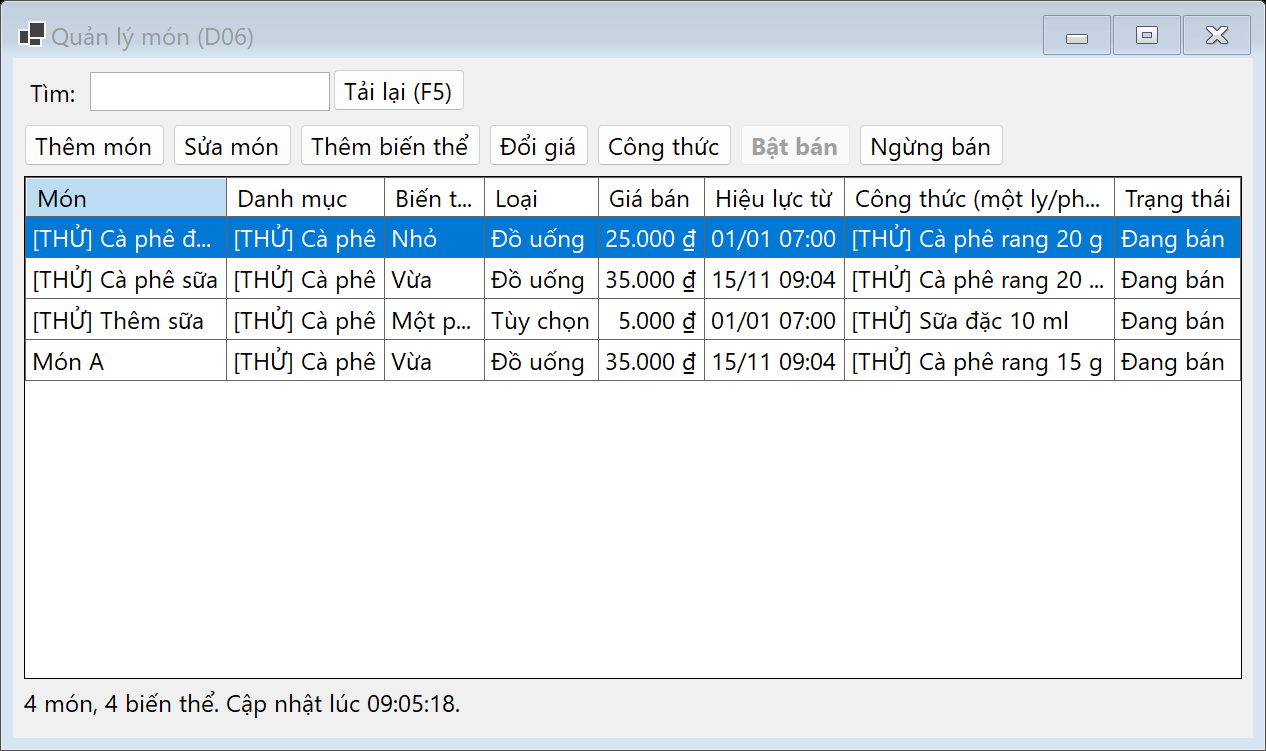 Quản lý món (D06)
Tìm: Tải lại (F5)
Thêm món Sửa món Thêm biến thể Đổi giá Công thức Bật bán Ngừng bán
Món Danh mục Biến t... Loại Giá bán Hiệu lực từ Công thức (một ly/ph... Trạng thái
[THỬ] Cà phê đ... [THỬ] Cà phê Nhỏ Đồ uống 25.000 ₫ 01/01 07:00 [THỬ] Cà phê rang 20 g Đang bán
[THỬ] Cà phê sữa [THỬ] Cà phê Vừa Đồ uống 35.000 ₫ 15/11 09:04 [THỬ] Cà phê rang 20 ... Đang bán
[THỬ] Thêm sữa [THỬ] Cà phê Một p... Tùy chọn 5.000 ₫ 01/01 07:00 [THỬ] Sữa đặc 10 ml Đang bán
Món A [THỬ] Cà phê Vừa Đồ uống 35.000 ₫ 15/11 09:04 [THỬ] Cà phê rang 15 g Đang bán
4 món, 4 biến thể. Cập nhật lúc 09:05:18.